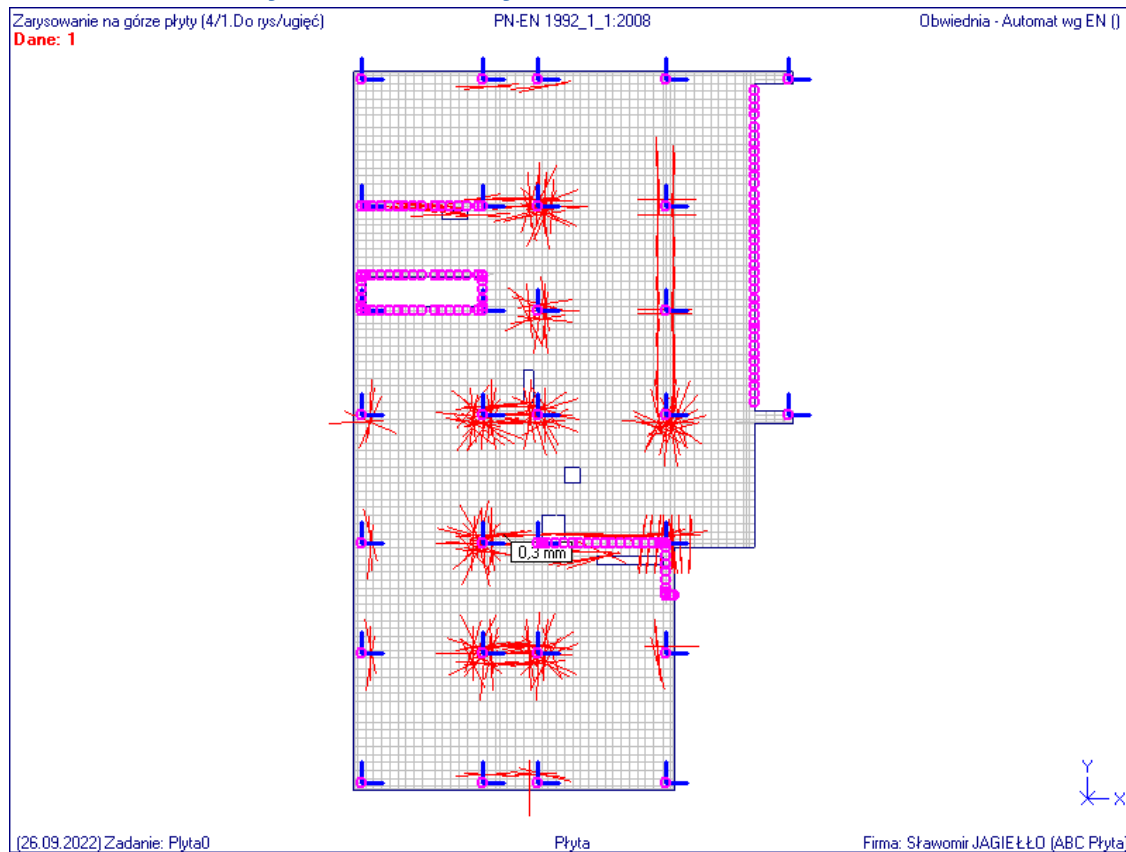 Zarysowanie na górze płyty (4/1.Do rys/ugięć) PN-EN 1992_1_1:2008 Obwiednia - Automat wg EN ()
Dane: 1
0,3 mm
Y
X
(26.09.2022) Zadanie: Plyta0 Płyta Firma: Sławomir JAGIEŁŁO (ABC Płyta)